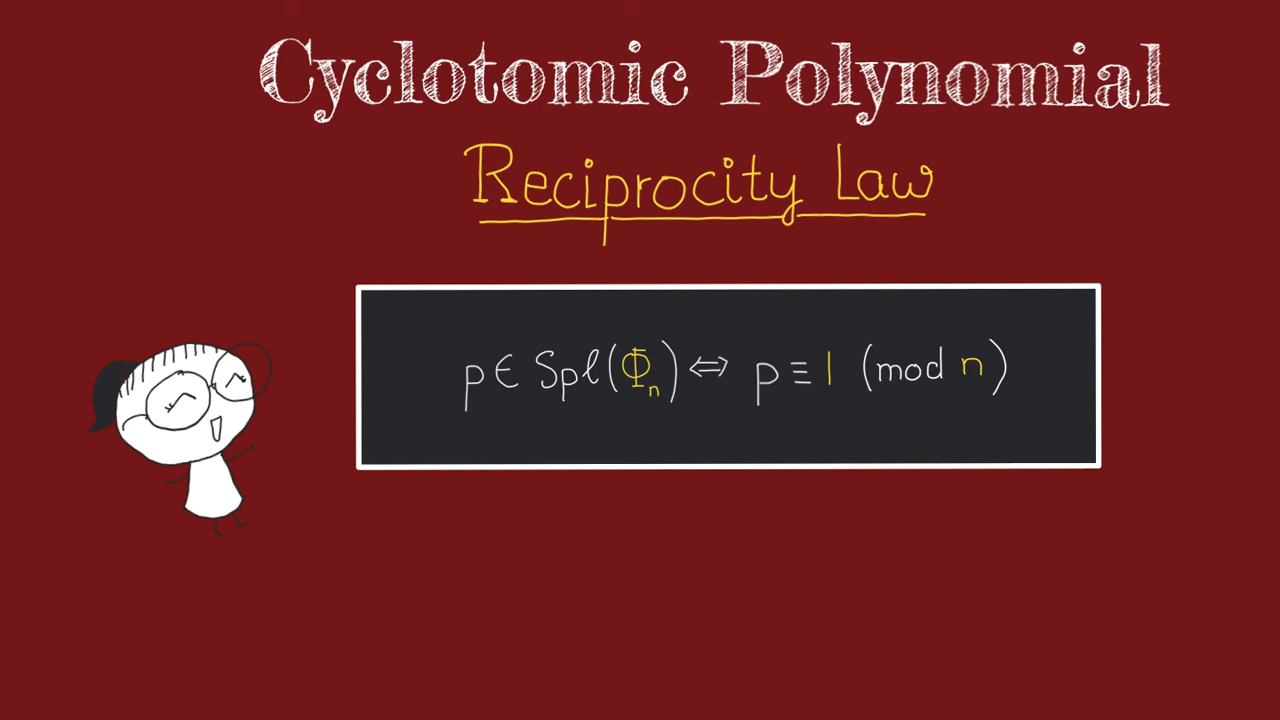 Cyclotomic Polynomial
Reciprocity Law
p ∈ Spl(Φₙ) ⇔ p ≡ 1 (mod n)